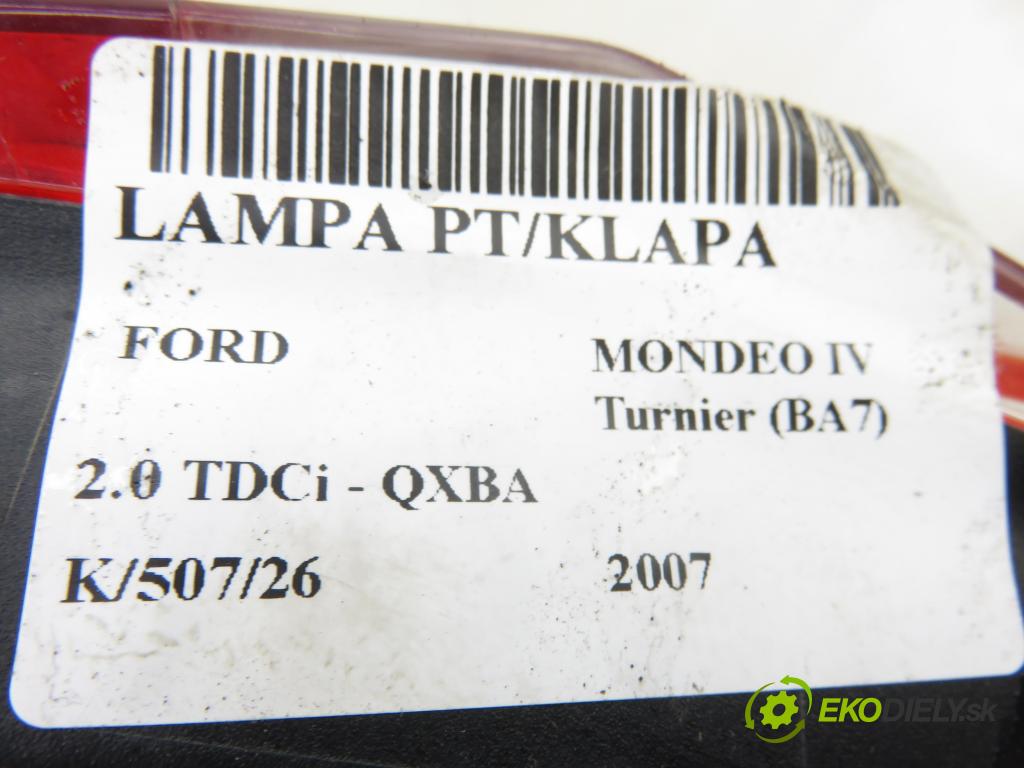 LAMPA PT/KLAPA
FORD
MONDEO IV
Turnier (BA7)
2.0 TDCi - QXBA
K/507/26
2007
EKODIELY.sk